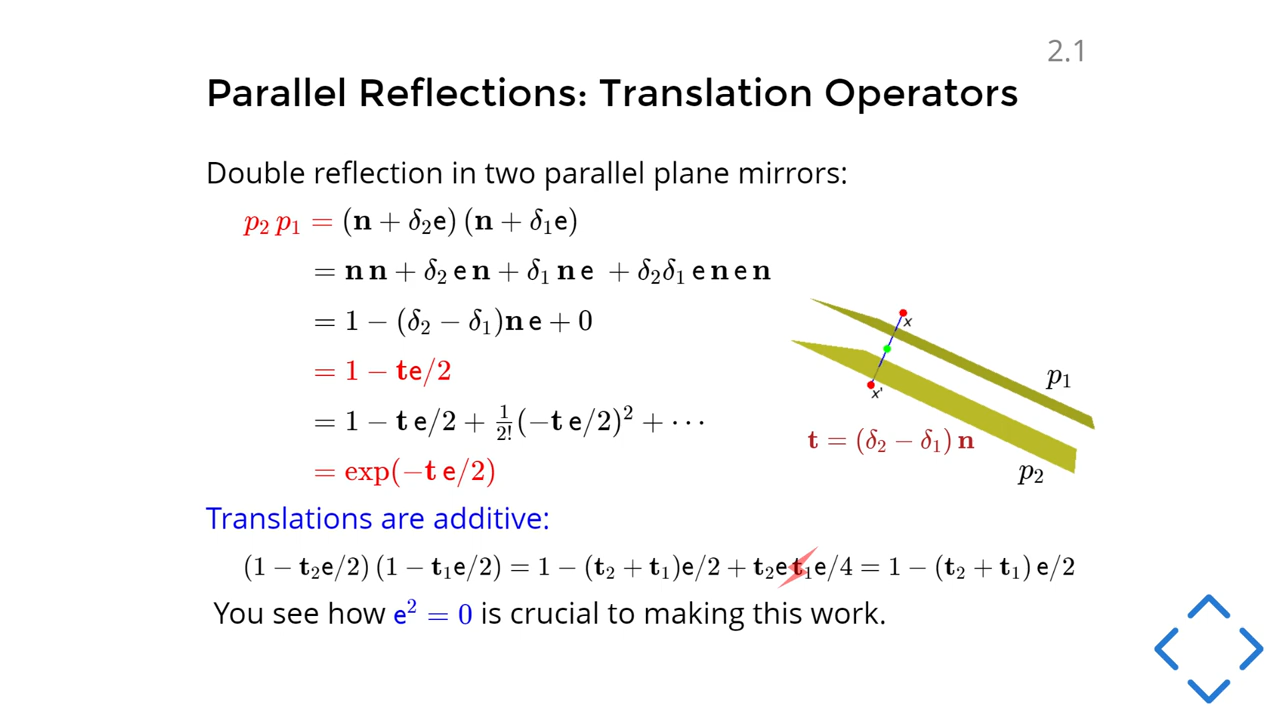 2.1
Parallel Reflections: Translation Operators
Double reflection in two parallel plane mirrors:
p₂ p₁ = (n + δ₂e) (n + δ₁e)
= n n + δ₂ e n + δ₁ n e + δ₂δ₁ e n e n
= 1 − (δ₂ − δ₁)n e + 0
= 1 − te/2
= 1 − t e/2 + 1/2! (−t e/2)² + ⋯
= exp(−t e/2)
x
x'
p₁
t = (δ₂ − δ₁) n
p₂
Translations are additive:
(1 − t₂e/2) (1 − t₁e/2) = 1 − (t₂ + t₁)e/2 + t₂et₁e/4 = 1 − (t₂ + t₁) e/2
You see how e² = 0 is crucial to making this work.